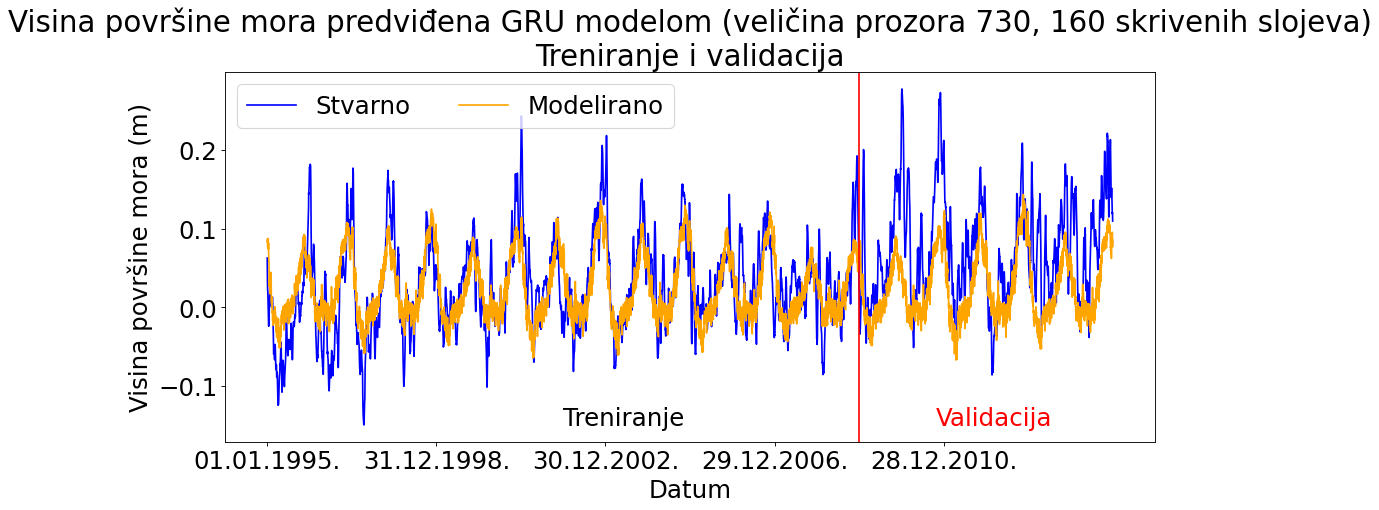 Visina površine mora predviđena GRU modelom (veličina prozora 730, 160 skrivenih slojeva)
Treniranje i validacija
Stvarno
Modelirano
Visina površine mora (m)
0.2
0.1
0.0
−0.1
Treniranje
Validacija
01.01.1995.
31.12.1998.
30.12.2002.
29.12.2006.
28.12.2010.
Datum